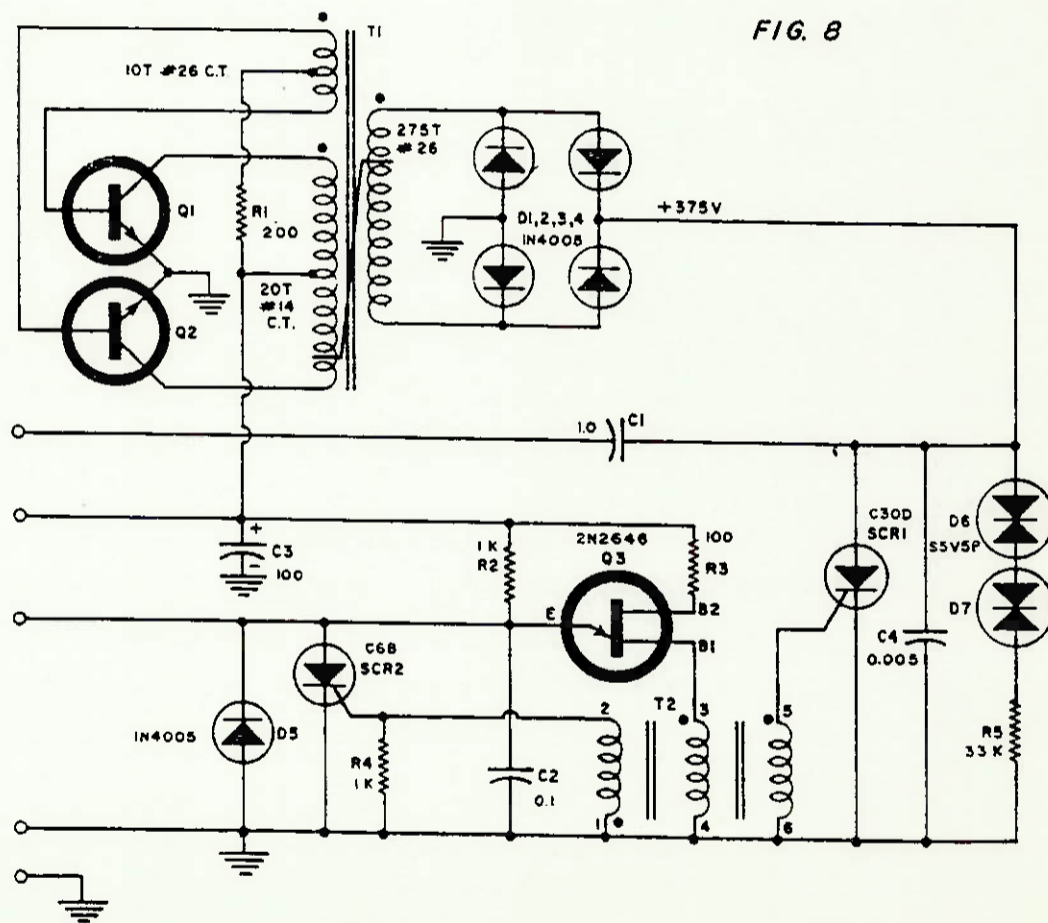 FIG. 8
T1
10T #26 C.T.
275T
#26
Q1
R1
200
+375V
D1,2,3,4
1N4005
20T
#14
C.T.
Q2
1.0
C1
+
C3
-
100
1K
R2
2N2646
Q3
100
R3
C30D
SCR1
D6
S5V5P
E
B2
B1
D7
C6B
SCR2
C4
0.005
1N4005
D5
R4
1K
C2
0.1
2
T2
3
5
R5
33K
1
4
6